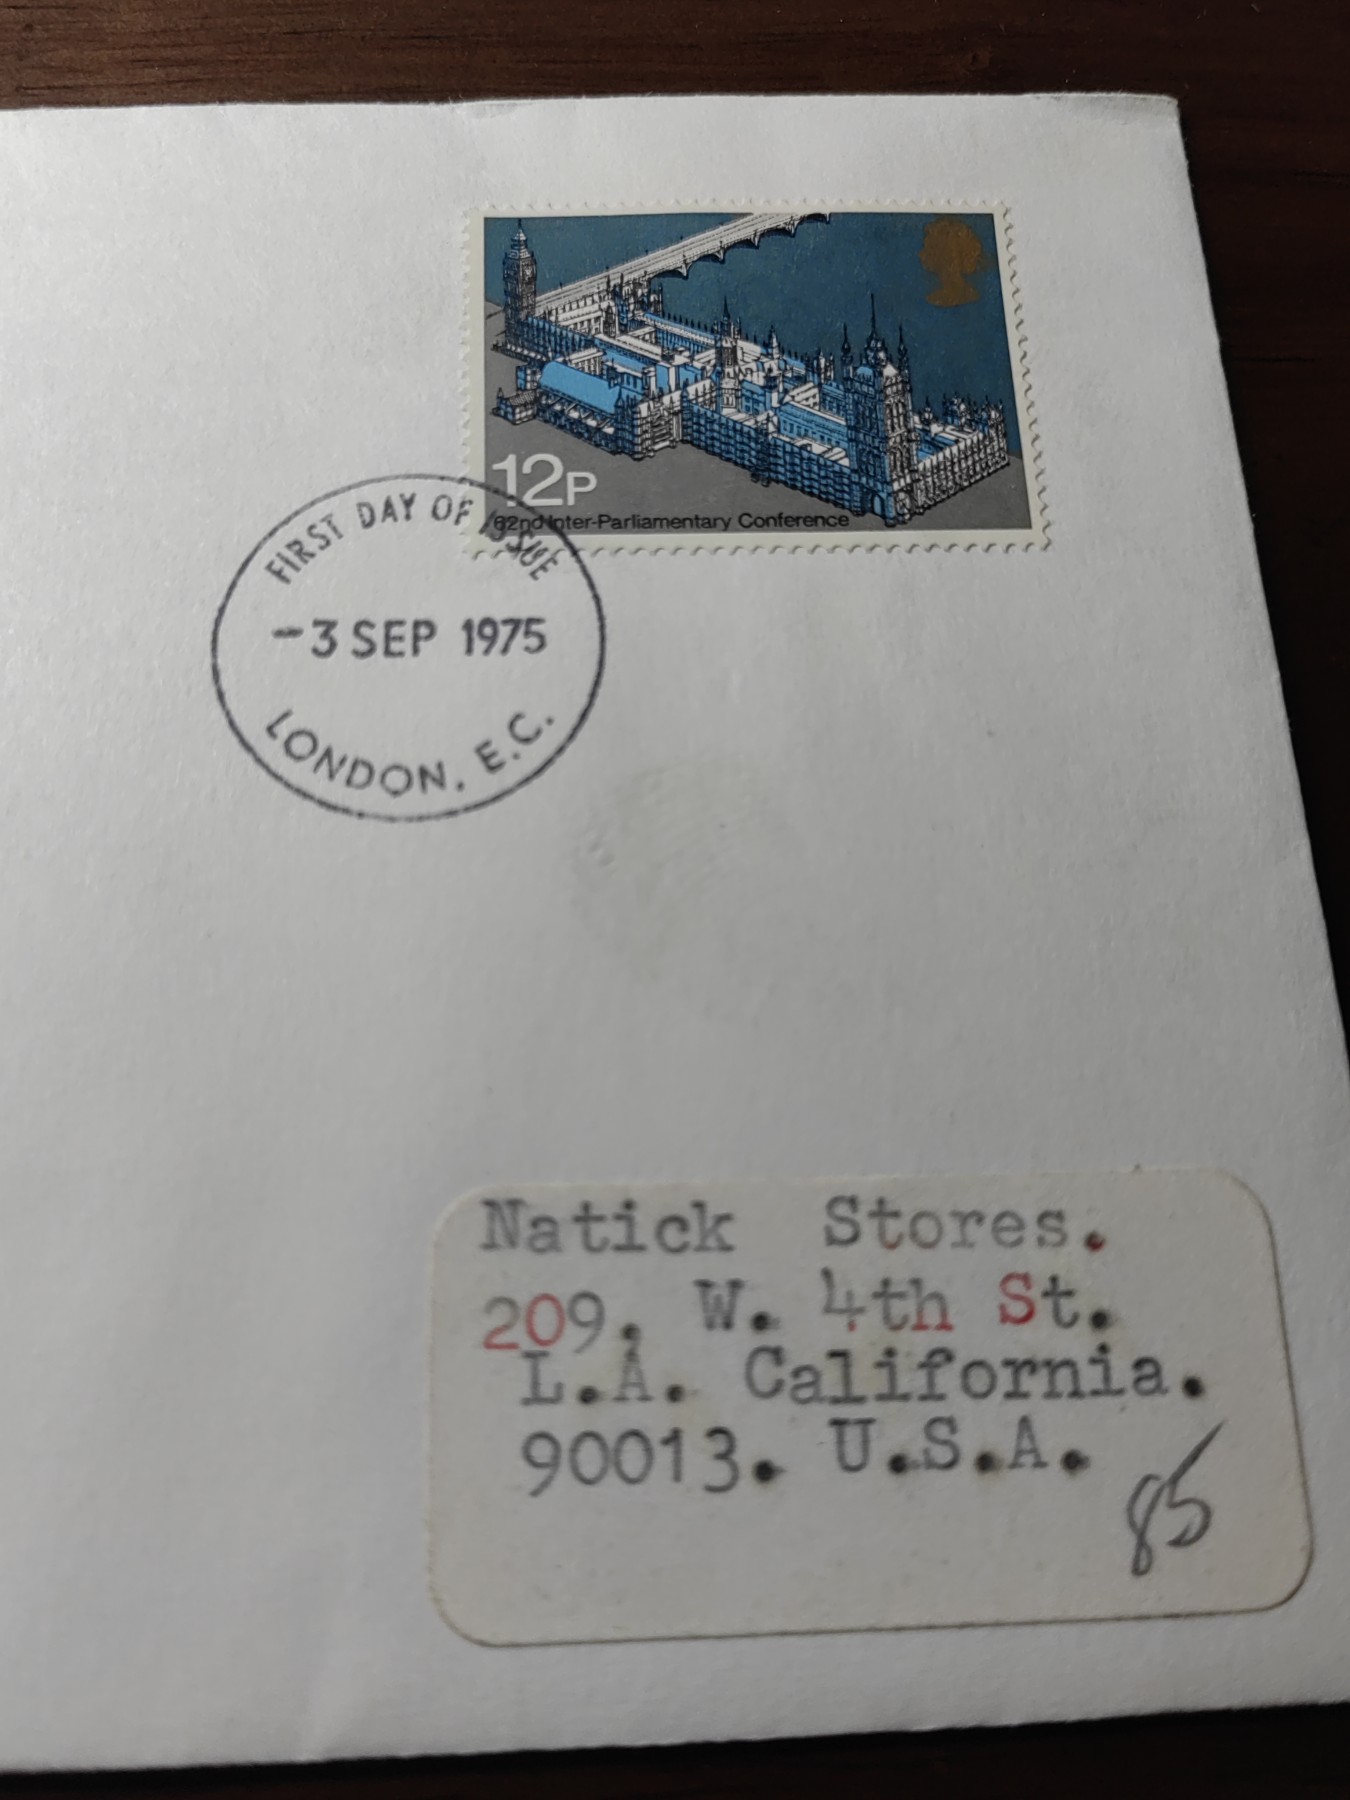 12P
62nd Inter-Parliamentary Conference
FIRST DAY OF ISSUE
-3 SEP 1975
LONDON. E.C.
Natick Stores.
209. W. 4th St.
L.A. California.
90013. U.S.A.
85